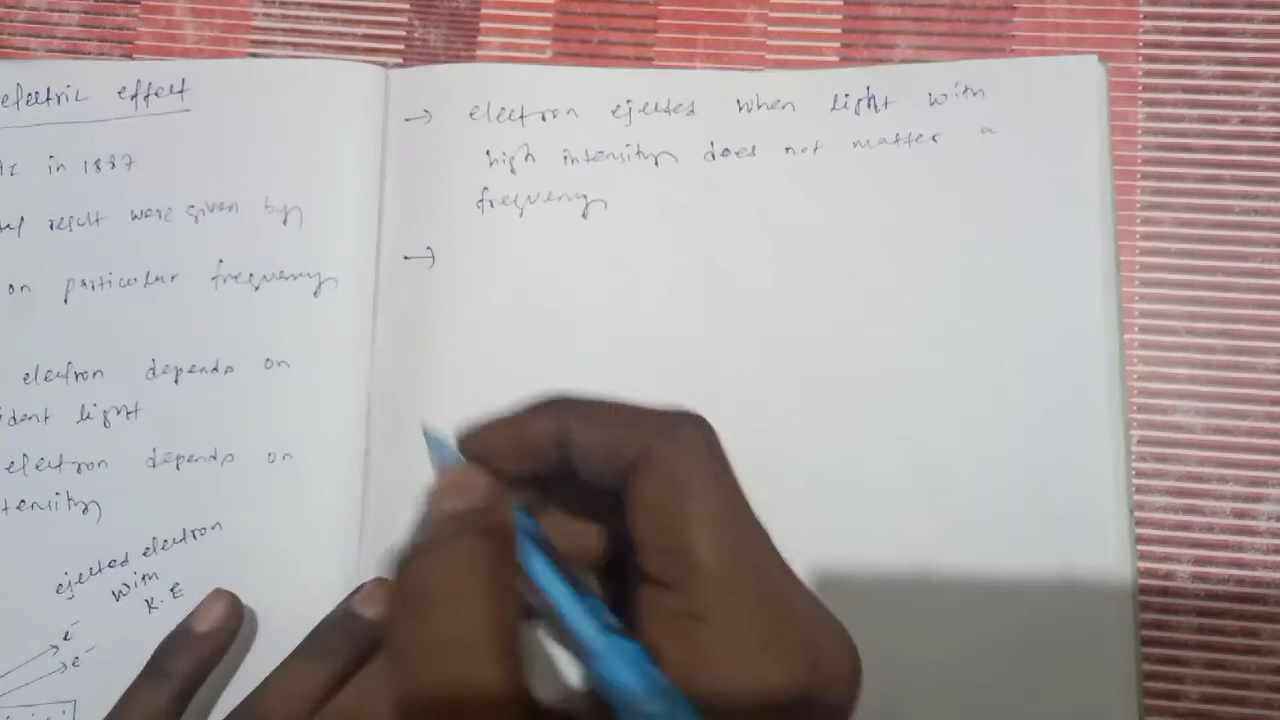 electric effect
in 1887
result were given by
on particular frequency
electron depends on
ident light
electron depends on
tensity
ejected electron
with
K.E
e-
e-
→ electron ejected when light with
high intensity does not matter a
frequency
→